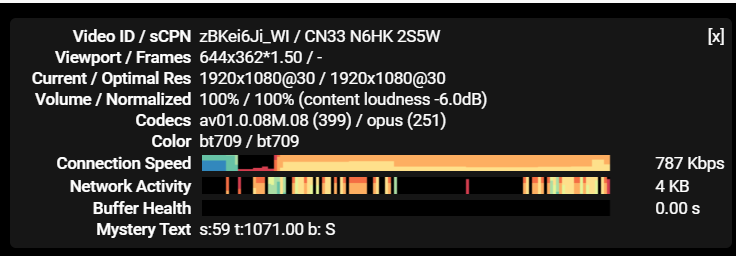 Video ID / sCPN zBKei6Ji_WI / CN33 N6HK 2S5W [x]
Viewport / Frames 644x362*1.50 / -
Current / Optimal Res 1920x1080@30 / 1920x1080@30
Volume / Normalized 100% / 100% (content loudness -6.0dB)
Codecs av01.0.08M.08 (399) / opus (251)
Color bt709 / bt709
Connection Speed 787 Kbps
Network Activity 4 KB
Buffer Health 0.00 s
Mystery Text s:59 t:1071.00 b: S